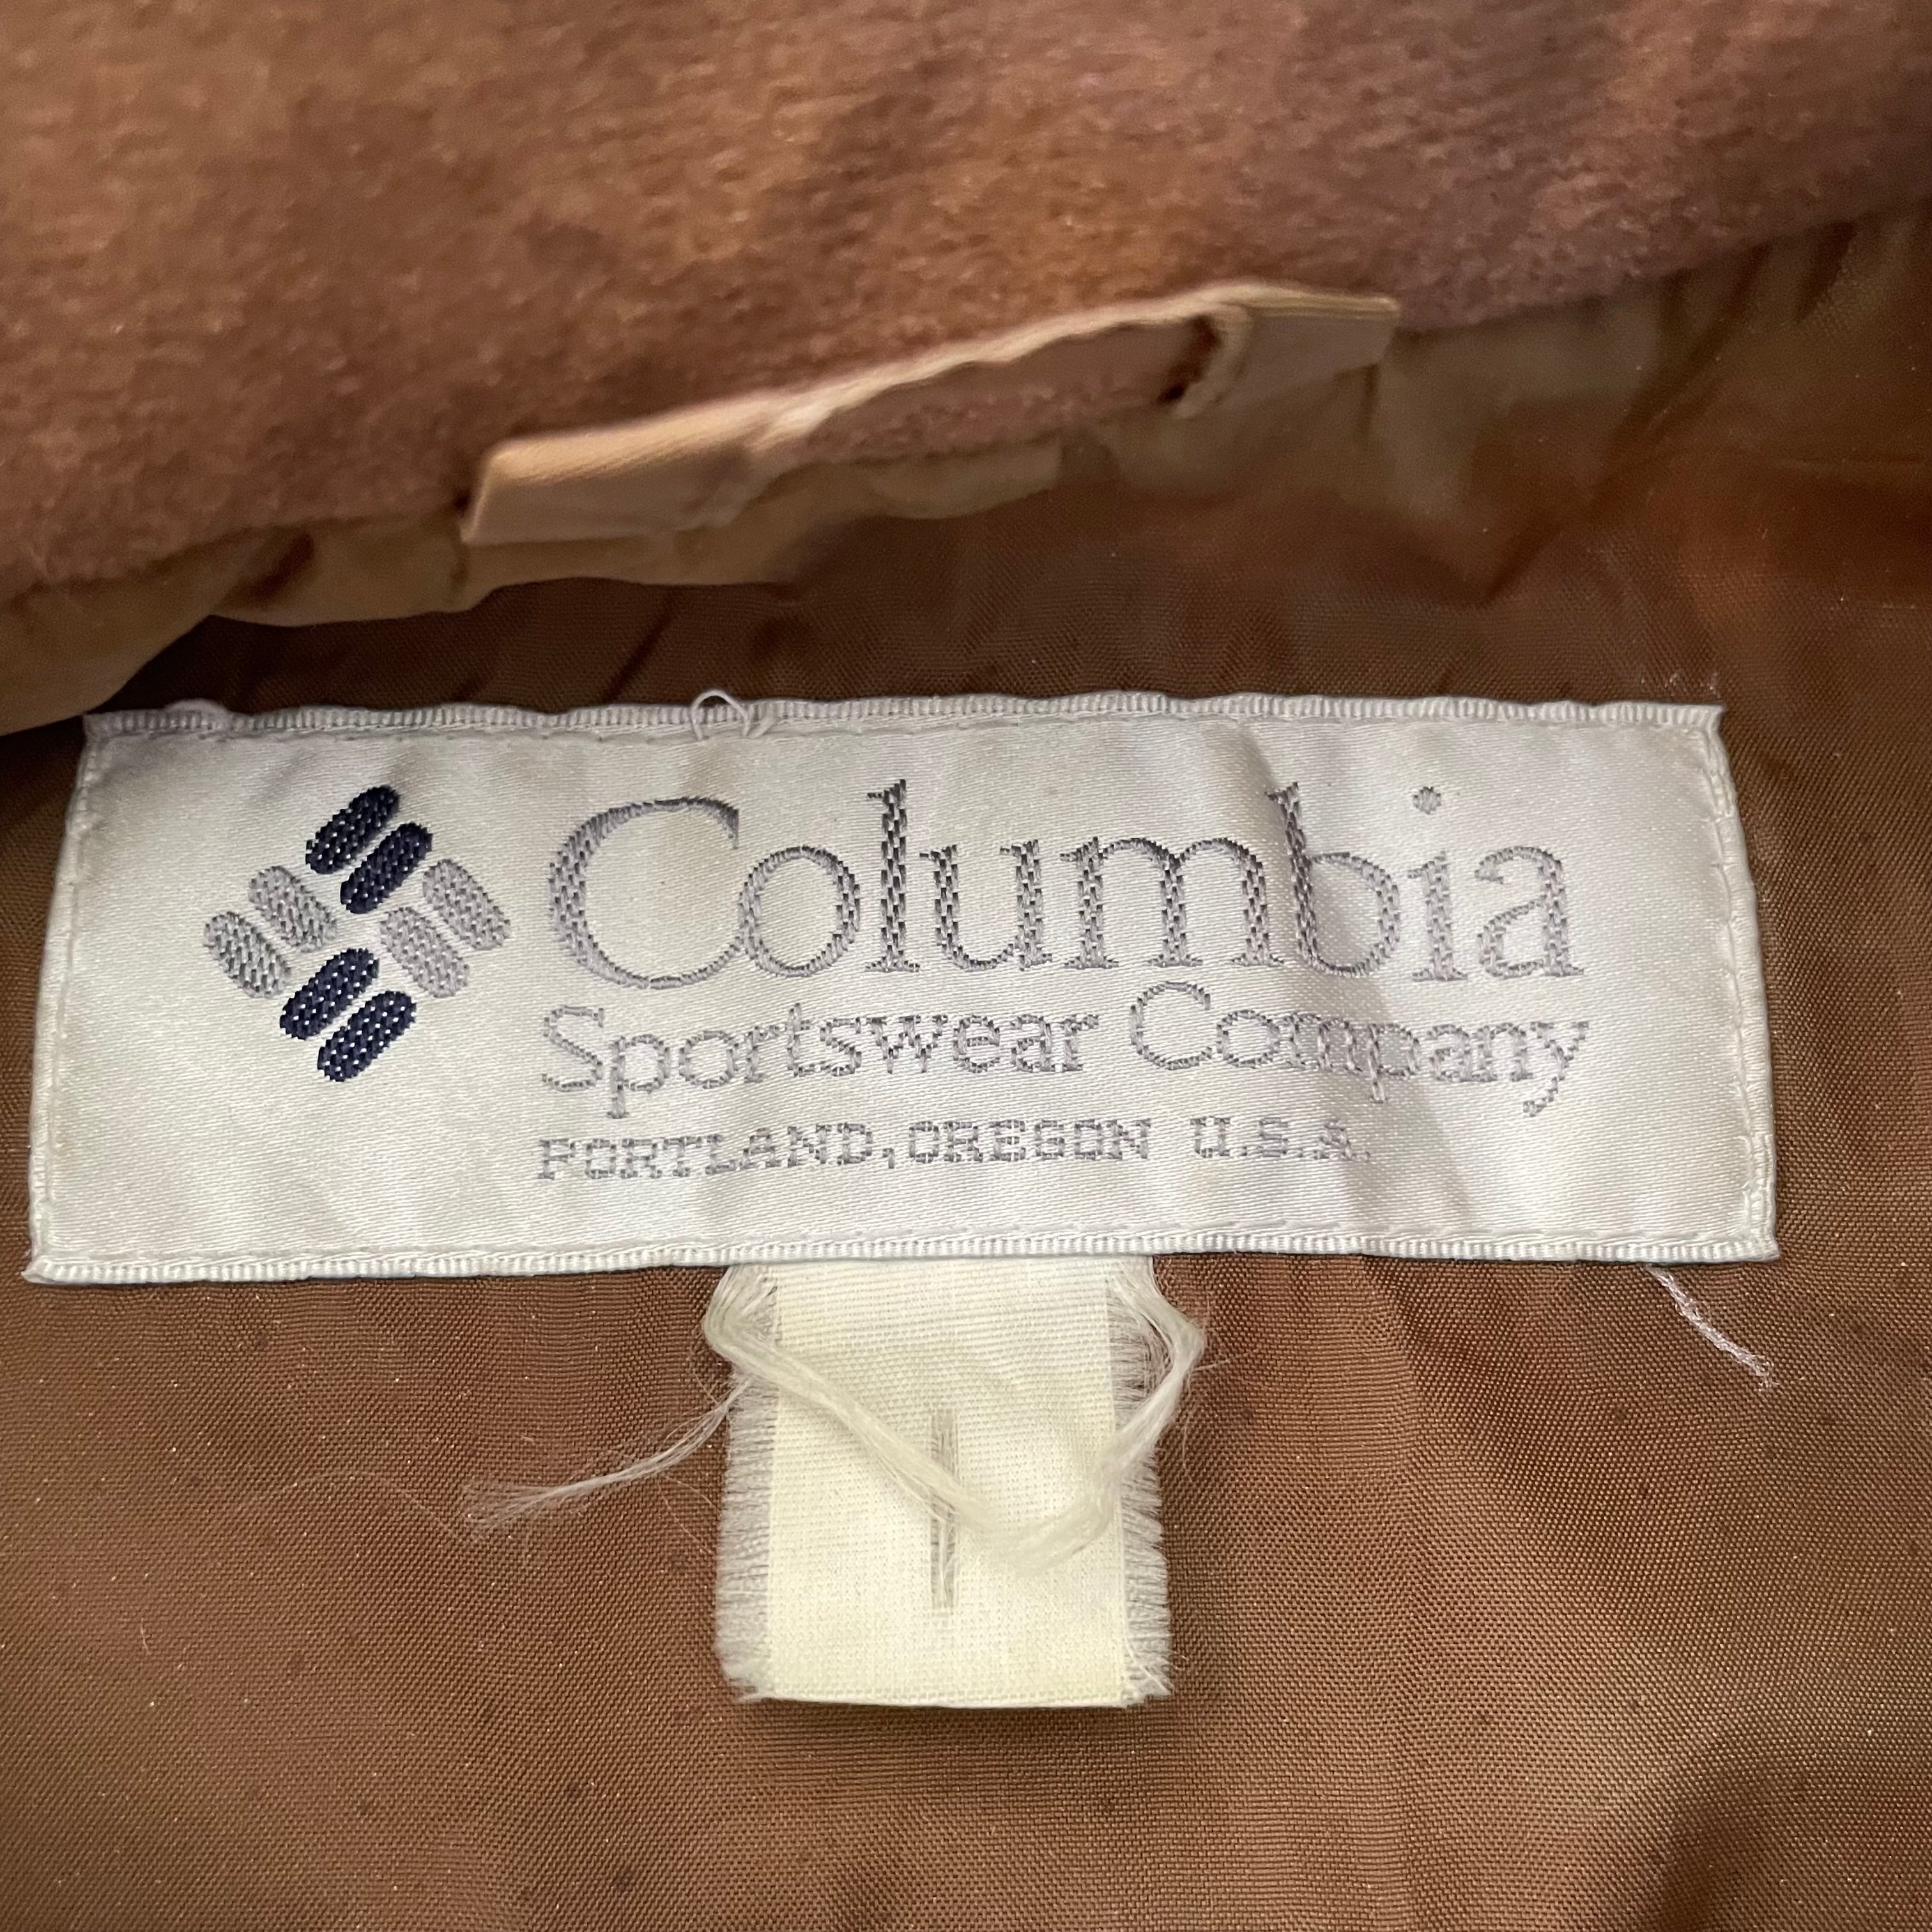 Columbia
Sportswear Company
PORTLAND, OREGON U.S.A.